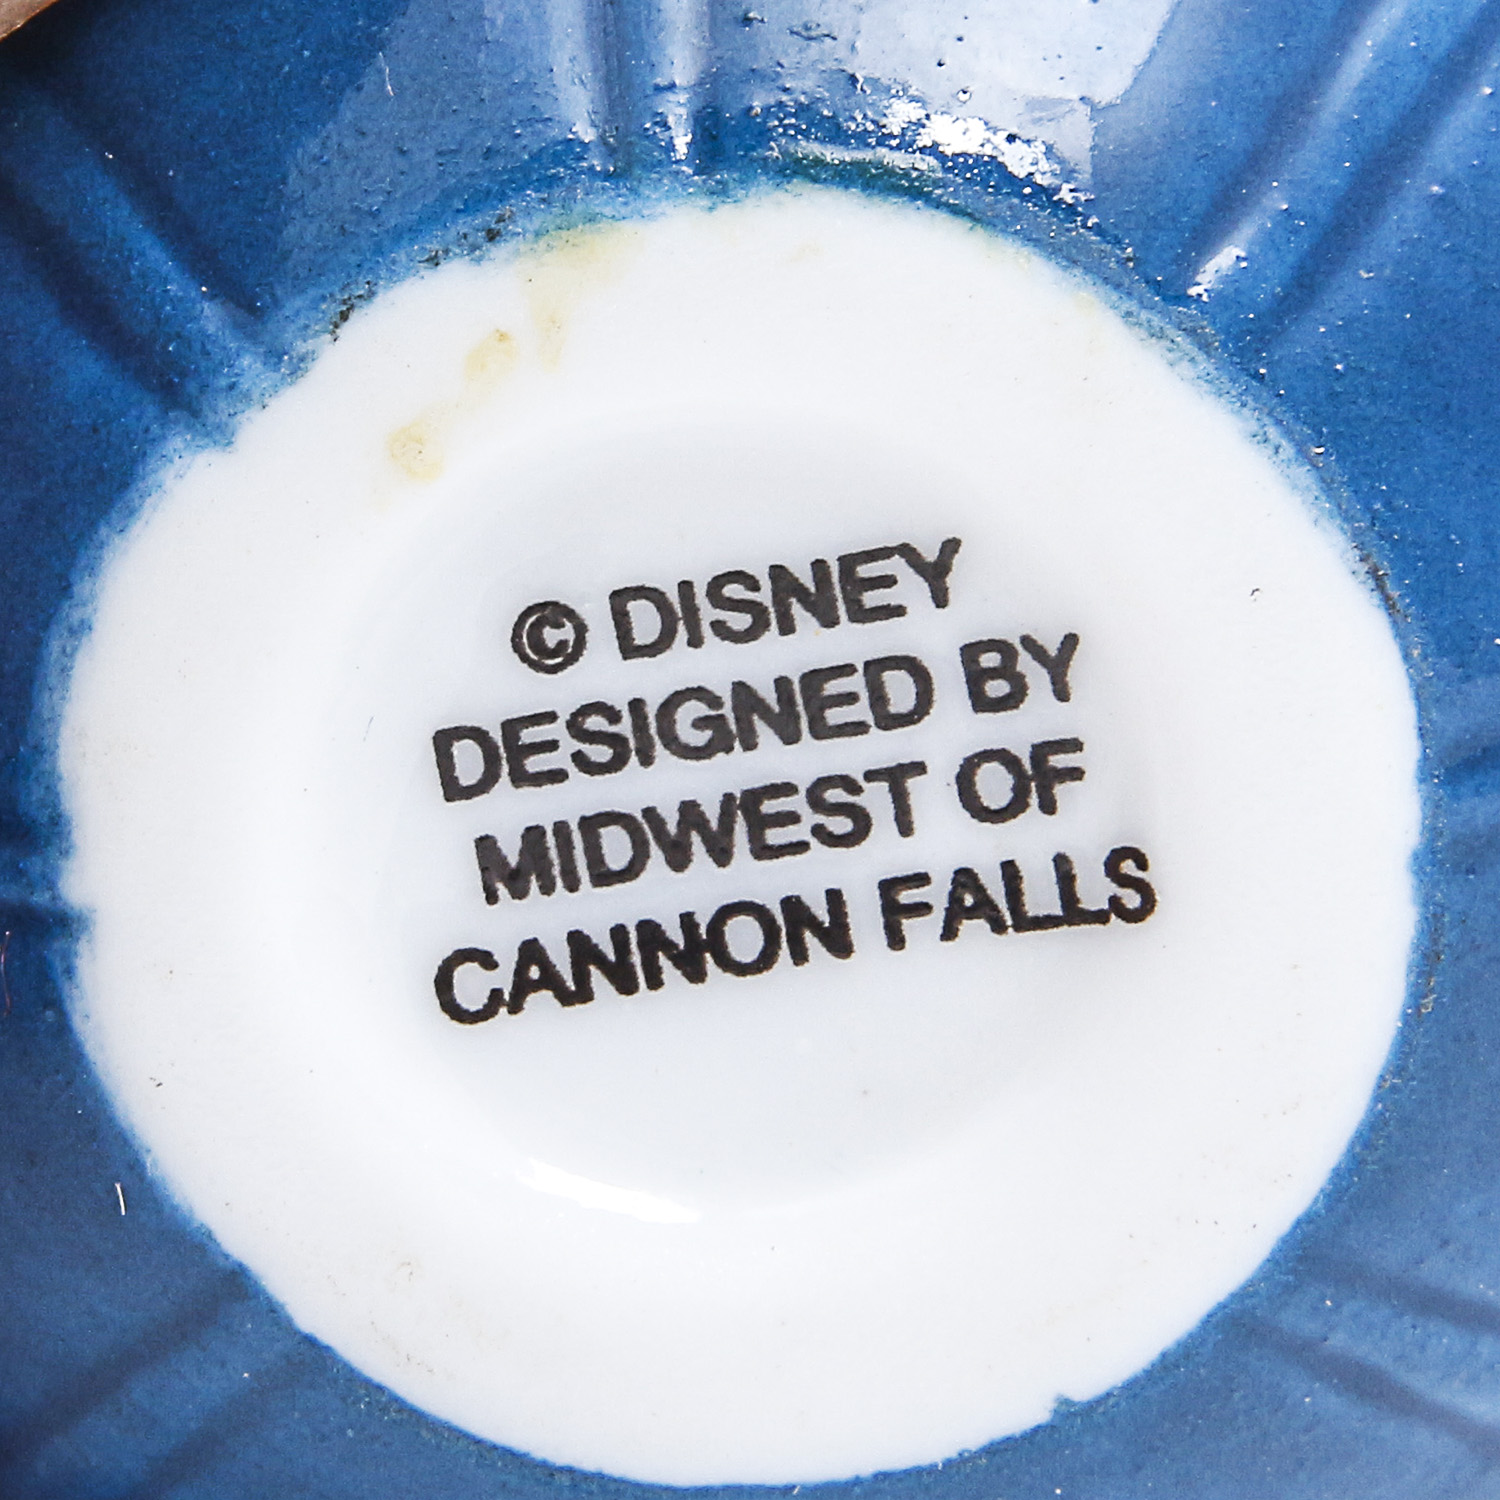 © DISNEY
DESIGNED BY
MIDWEST OF
CANNON FALLS